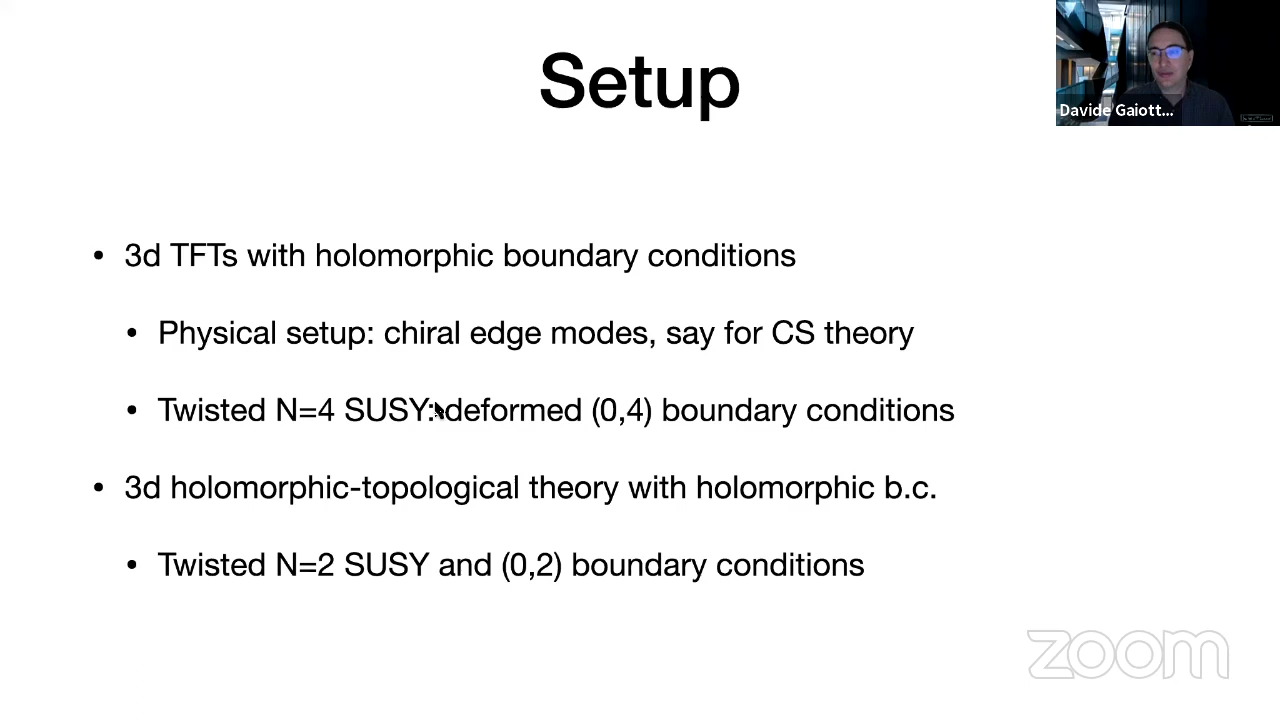 Setup
Davide Gaiott...
• 3d TFTs with holomorphic boundary conditions
• Physical setup: chiral edge modes, say for CS theory
• Twisted N=4 SUSY: deformed (0,4) boundary conditions
• 3d holomorphic-topological theory with holomorphic b.c.
• Twisted N=2 SUSY and (0,2) boundary conditions
zoom